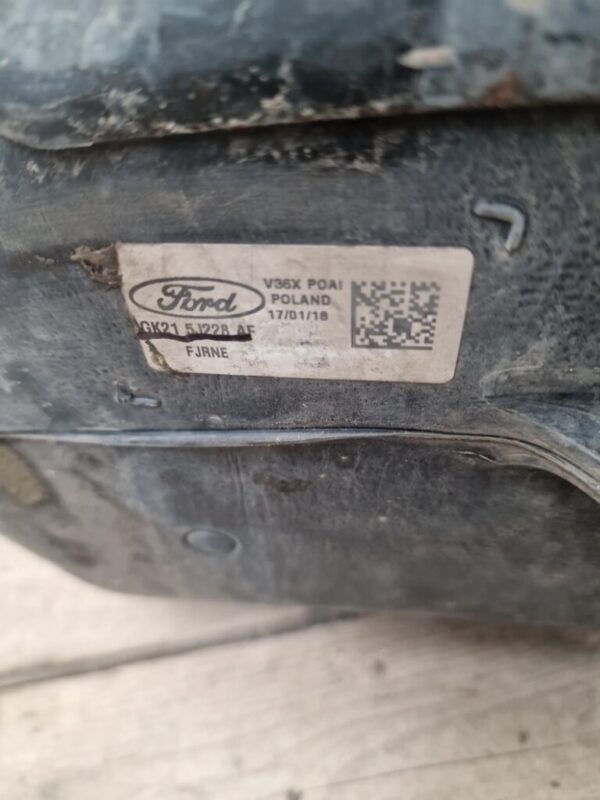 Ford
V36X POAI
POLAND
17/01/18
GK21 5J228 AE
FJRNE